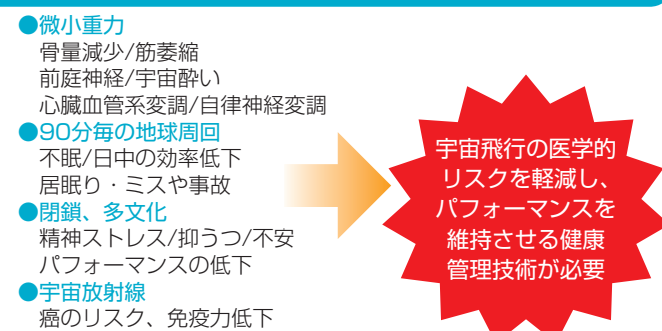 ●微小重力
骨量減少/筋萎縮
前庭神経/宇宙酔い
心臓血管系変調/自律神経変調
●90分毎の地球周回
不眠/日中の効率低下
居眠り・ミスや事故
●閉鎖、多文化
精神ストレス/抑うつ/不安
パフォーマンスの低下
●宇宙放射線
癌のリスク、免疫力低下
宇宙飛行の医学的
リスクを軽減し、
パフォーマンスを
維持させる健康
管理技術が必要